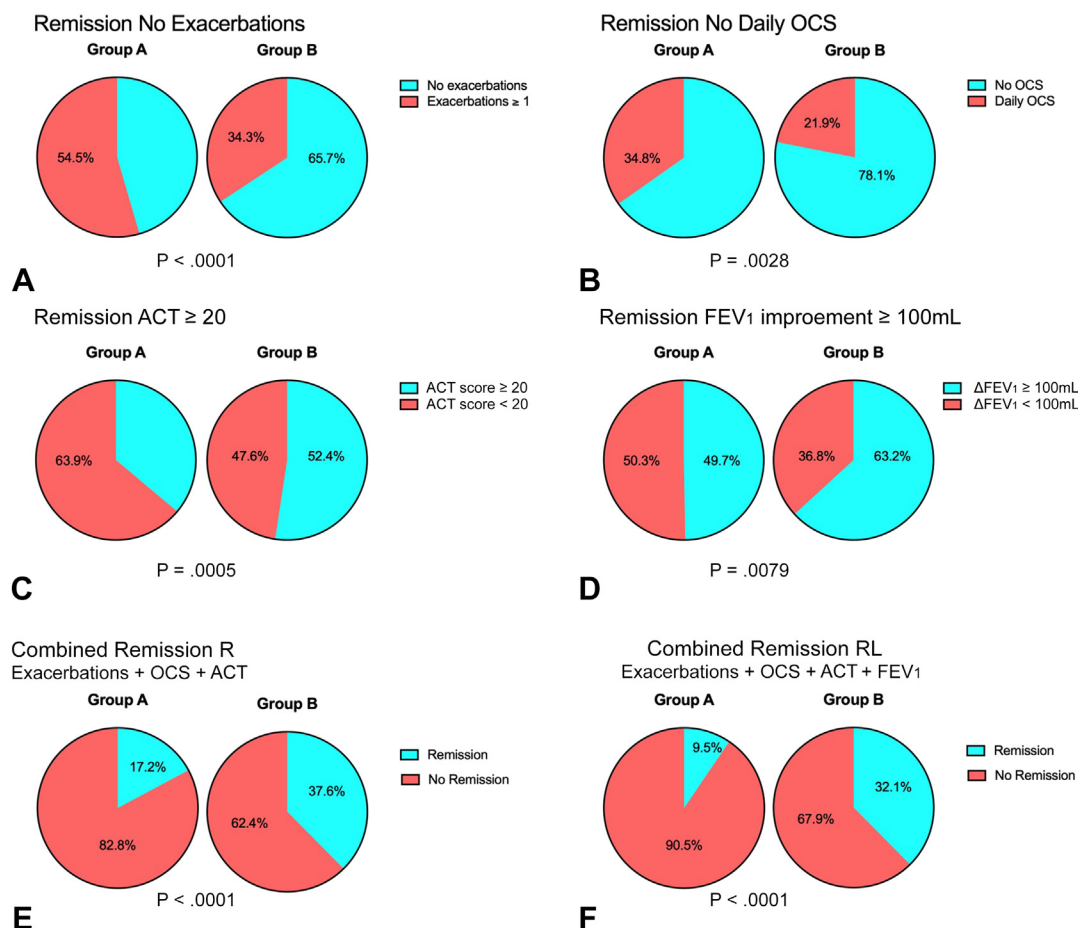 Remission No Exacerbations
Group A
Group B
No exacerbations
Exacerbations ≥ 1
54.5%
34.3%
65.7%
P < .0001
A
Remission No Daily OCS
Group A
Group B
No OCS
Daily OCS
34.8%
21.9%
78.1%
P = .0028
B
Remission ACT ≥ 20
Group A
Group B
ACT score ≥ 20
ACT score < 20
63.9%
47.6%
52.4%
P = .0005
C
Remission FEV₁ improement ≥ 100mL
Group A
Group B
ΔFEV₁ ≥ 100mL
ΔFEV₁ < 100mL
50.3%
49.7%
36.8%
63.2%
P = .0079
D
Combined Remission R
Exacerbations + OCS + ACT
Group A
Group B
Remission
No Remission
17.2%
82.8%
37.6%
62.4%
P < .0001
E
Combined Remission RL
Exacerbations + OCS + ACT + FEV₁
Group A
Group B
Remission
No Remission
9.5%
90.5%
32.1%
67.9%
P < .0001
F